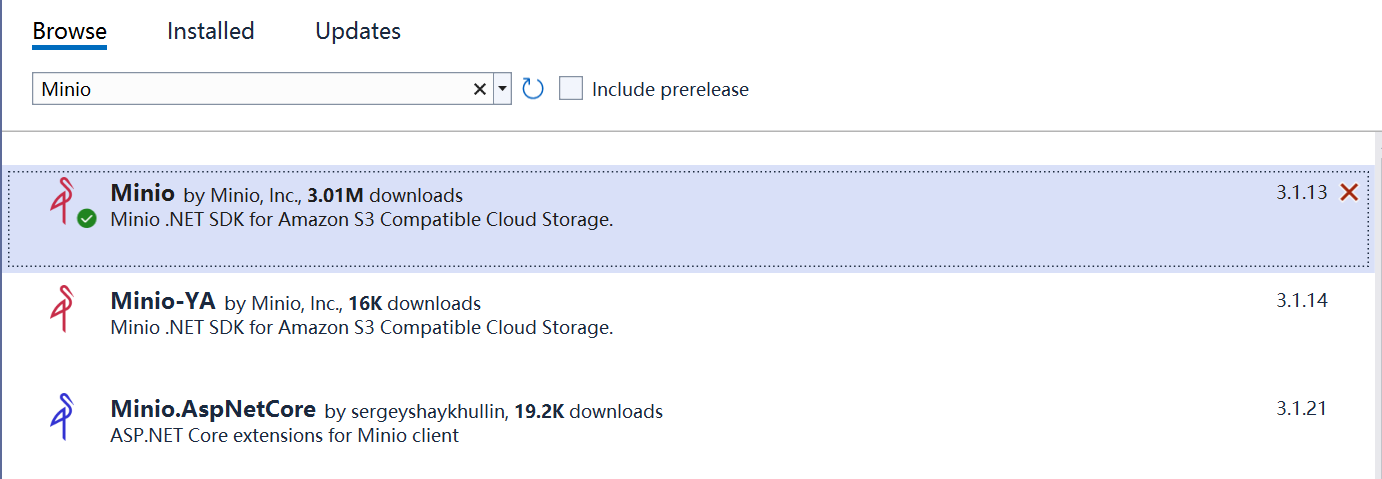 Browse Installed Updates
Minio
Include prerelease
Minio by Minio, Inc., 3.01M downloads 3.1.13
Minio .NET SDK for Amazon S3 Compatible Cloud Storage.
Minio-YA by Minio, Inc., 16K downloads 3.1.14
Minio .NET SDK for Amazon S3 Compatible Cloud Storage.
Minio.AspNetCore by sergeyshaykhullin, 19.2K downloads 3.1.21
ASP.NET Core extensions for Minio client